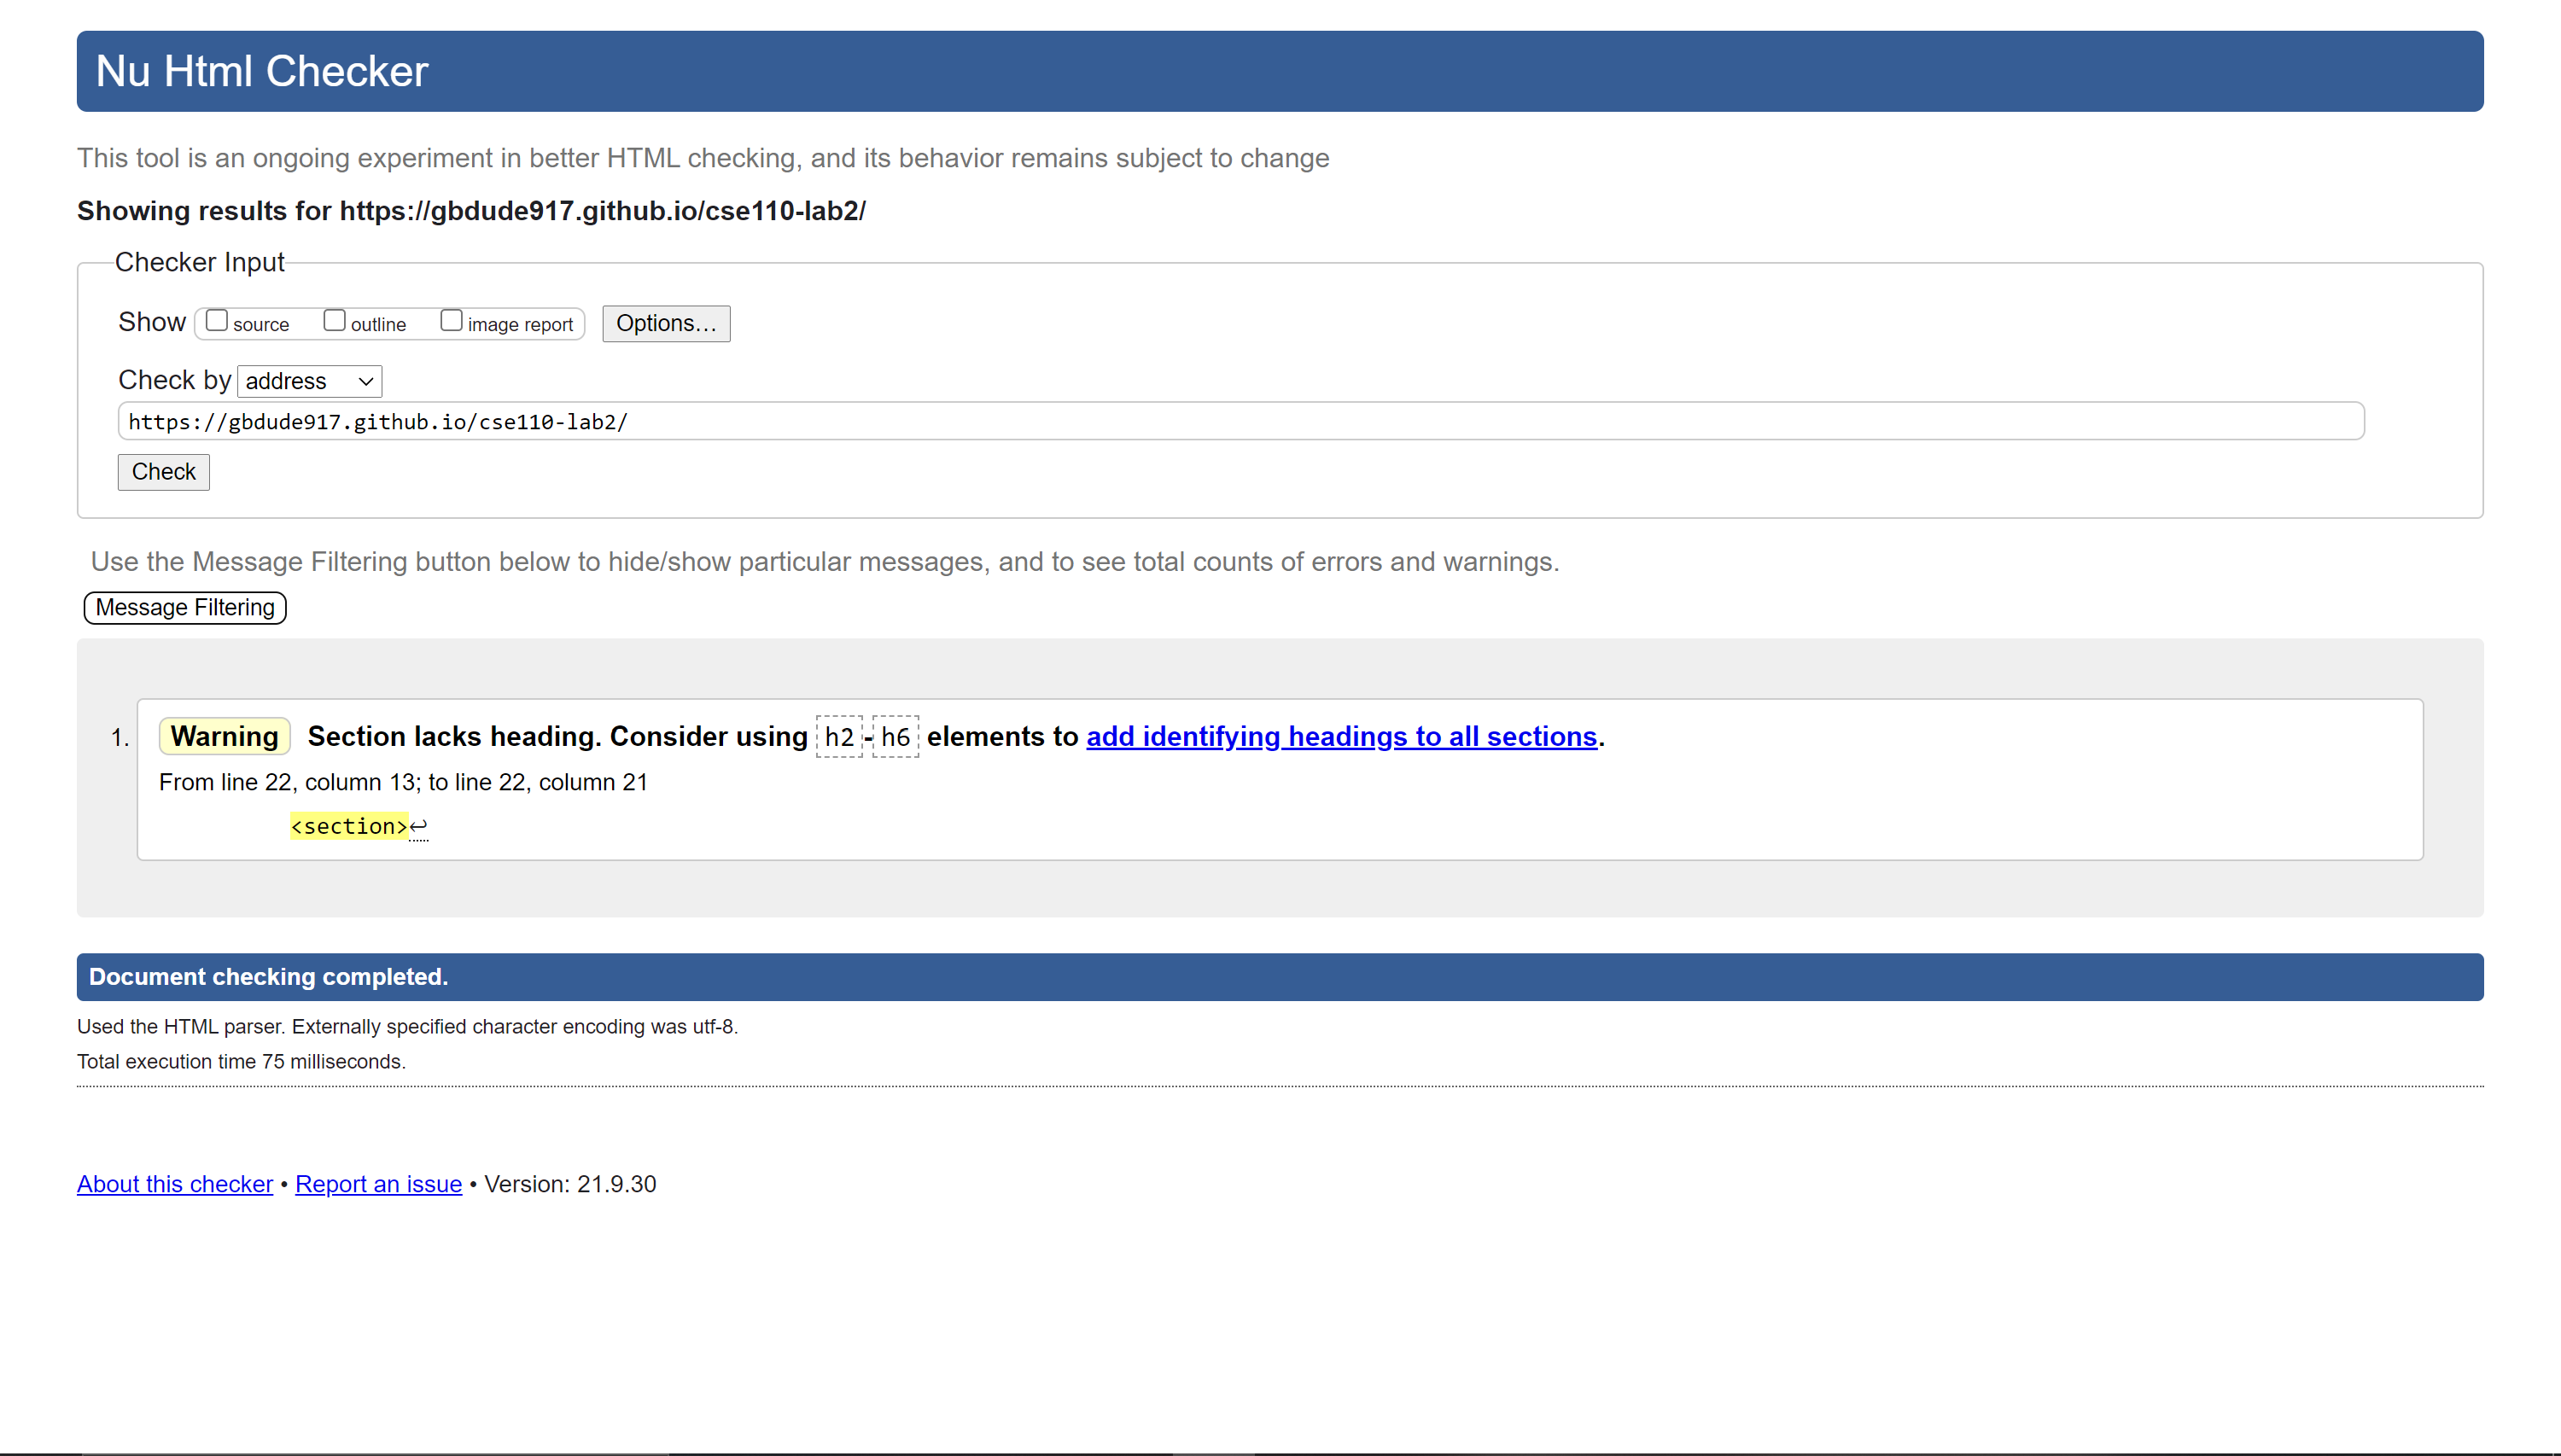 Nu Html Checker
This tool is an ongoing experiment in better HTML checking, and its behavior remains subject to change
Showing results for https://gbdude917.github.io/cse110-lab2/
Checker Input
Show source outline image report Options...
Check by address
https://gbdude917.github.io/cse110-lab2/
Check
Use the Message Filtering button below to hide/show particular messages, and to see total counts of errors and warnings.
Message Filtering
1. Warning Section lacks heading. Consider using h2-h6 elements to add identifying headings to all sections.
From line 22, column 13; to line 22, column 21
<section>↩
Document checking completed.
Used the HTML parser. Externally specified character encoding was utf-8.
Total execution time 75 milliseconds.
About this checker • Report an issue • Version: 21.9.30